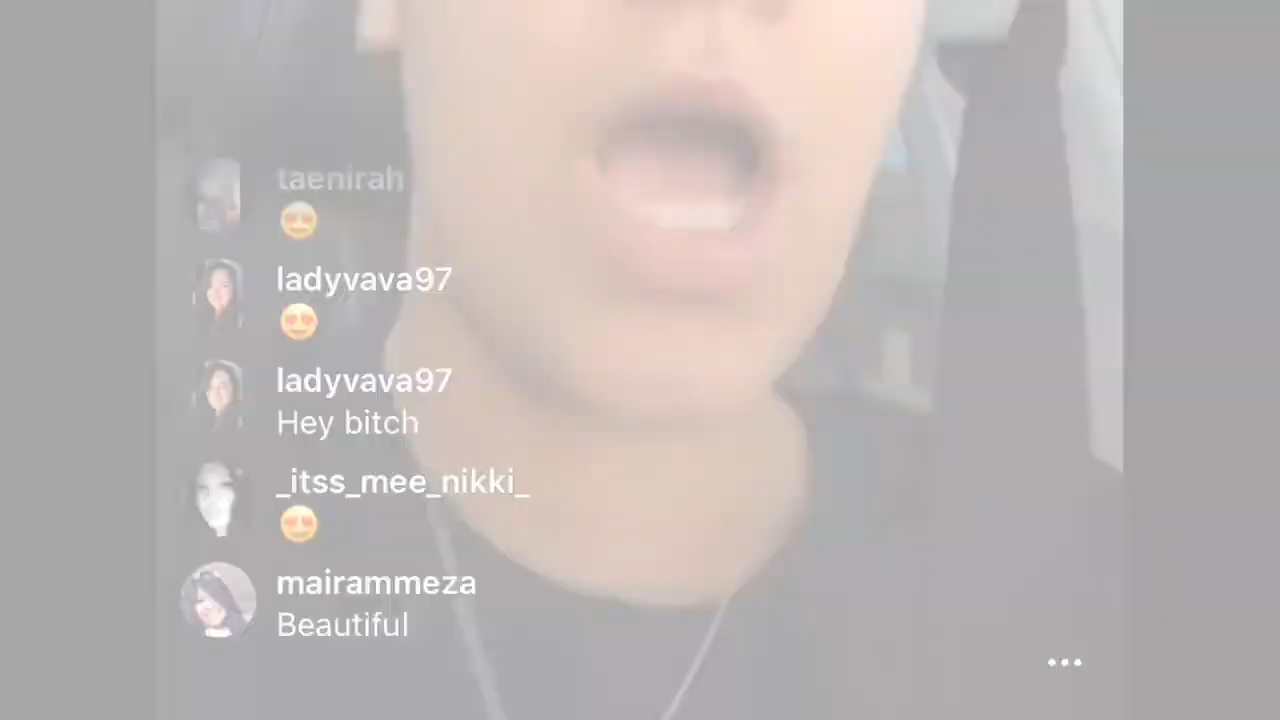 taenirah
😍
ladyvava97
😍
ladyvava97
Hey bitch
_itss_mee_nikki_
😍
mairammeza
Beautiful